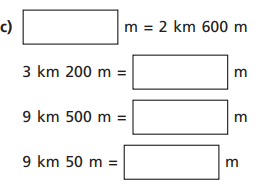 c) m = 2 km 600 m
3 km 200 m = m
9 km 500 m = m
9 km 50 m = m